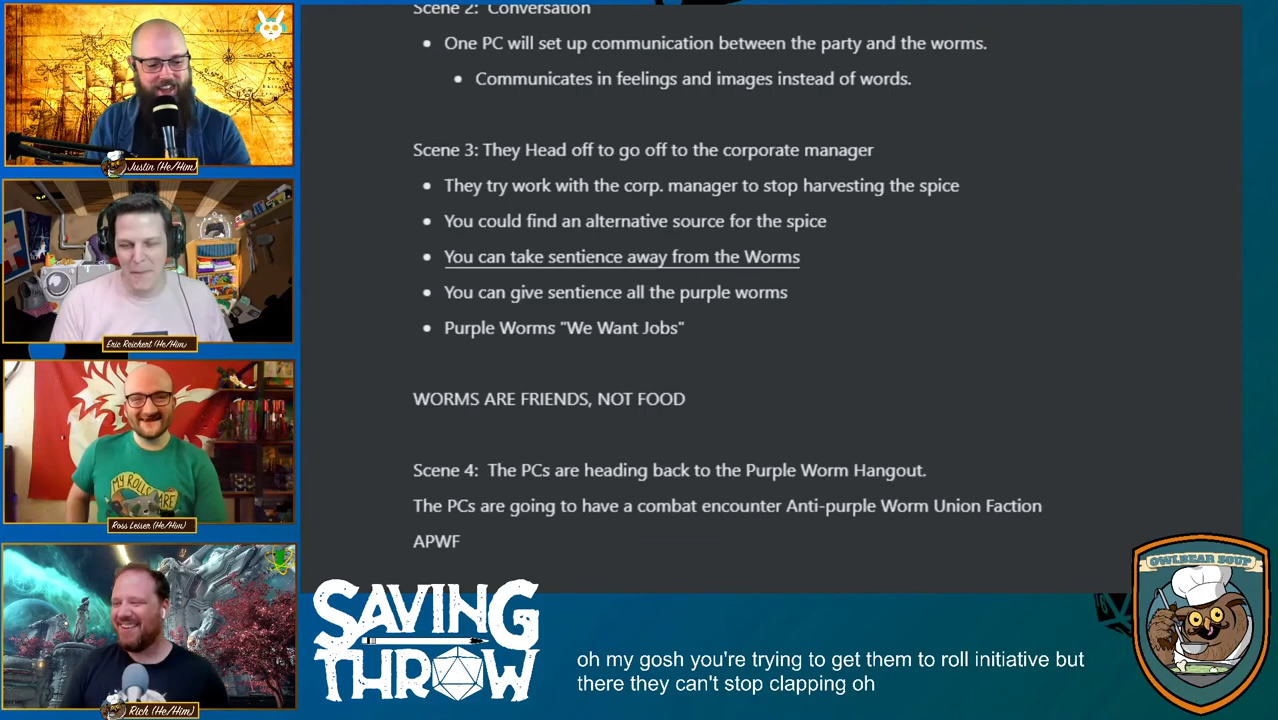 Scene 2:  Conversation
One PC will set up communication between the party and the worms.
Communicates in feelings and images instead of words.
Scene 3: They Head off to go off to the corporate manager
They try work with the corp. manager to stop harvesting the spice
You could find an alternative source for the spice
You can take sentience away from the Worms
You can give sentience all the purple worms
Purple Worms "We Want Jobs"
WORMS ARE FRIENDS, NOT FOOD
Scene 4:  The PCs are heading back to the Purple Worm Hangout.
The PCs are going to have a combat encounter Anti-purple Worm Union Faction
APWF
Justin (He/Him)
Eric Reichert (He/Him)
MY ROLLS ARE
Ross Leiser (He/Him)
Rich (He/Him)
SAVING
THROW
oh my gosh you're trying to get them to roll initiative but
there they can't stop clapping oh
OWLBEAR SOUP